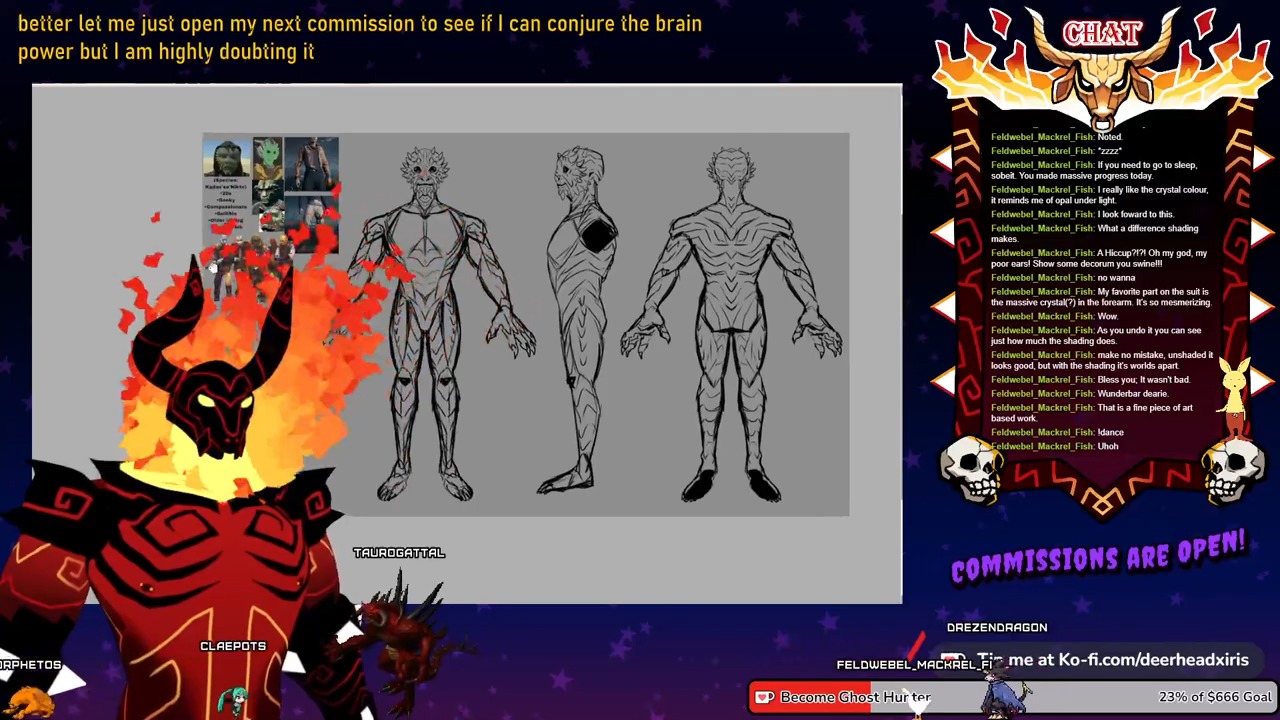 better let me just open my next commission to see if I can conjure the brain
power but I am highly doubting it
CHAT
Feldwebel_Mackrel_Fish: Noted.
Feldwebel_Mackrel_Fish: *zzzz*
Feldwebel_Mackrel_Fish: If you need to go to sleep,
sobeit. You made massive progress today.
Feldwebel_Mackrel_Fish: I really like the crystal colour,
it reminds me of opal under light.
Feldwebel_Mackrel_Fish: I look foward to this.
Feldwebel_Mackrel_Fish: What a difference shading
makes.
Feldwebel_Mackrel_Fish: A Hiccup?!?! Oh my god, my
poor ears! Show some decorum you swine!!!
Feldwebel_Mackrel_Fish: no wanna
Feldwebel_Mackrel_Fish: My favorite part on the suit is
the massive crystal(?) in the forearm. It's so mesmerizing.
Feldwebel_Mackrel_Fish: Wow.
Feldwebel_Mackrel_Fish: As you undo it you can see
just how much the shading does.
Feldwebel_Mackrel_Fish: make no mistake, unshaded it
looks good, but with the shading it's worlds apart.
Feldwebel_Mackrel_Fish: Bless you; It wasn't bad.
Feldwebel_Mackrel_Fish: Wunderbar dearie.
Feldwebel_Mackrel_Fish: That is a fine piece of art
based work.
Feldwebel_Mackrel_Fish: !dance
Feldwebel_Mackrel_Fish: Uhoh
COMMISSIONS ARE OPEN!
TAUROGATTAL
CLAEPOTS
ORPHETOS
DREZENDRAGON
FELDWEBEL_MACKREL_FI
Tip me at Ko-fi.com/deerheadxiris
Become Ghost Hunter
23% of $666 Goal